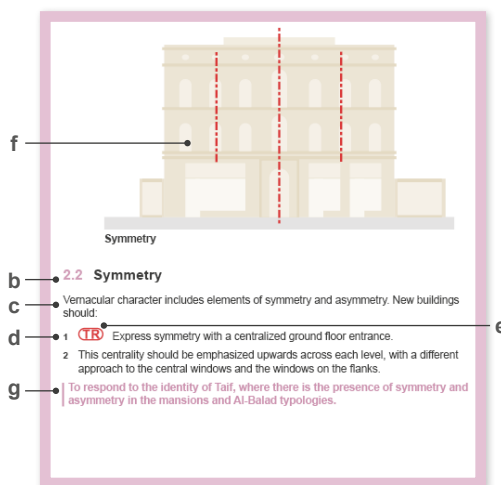 f
Symmetry
b
2.2 Symmetry
c
Vernacular character includes elements of symmetry and asymmetry. New buildings
should:
e
d
1 TR Express symmetry with a centralized ground floor entrance.
2 This centrality should be emphasized upwards across each level, with a different
approach to the central windows and the windows on the flanks.
g
To respond to the identity of Taif, where there is the presence of symmetry and
asymmetry in the mansions and Al-Balad typologies.